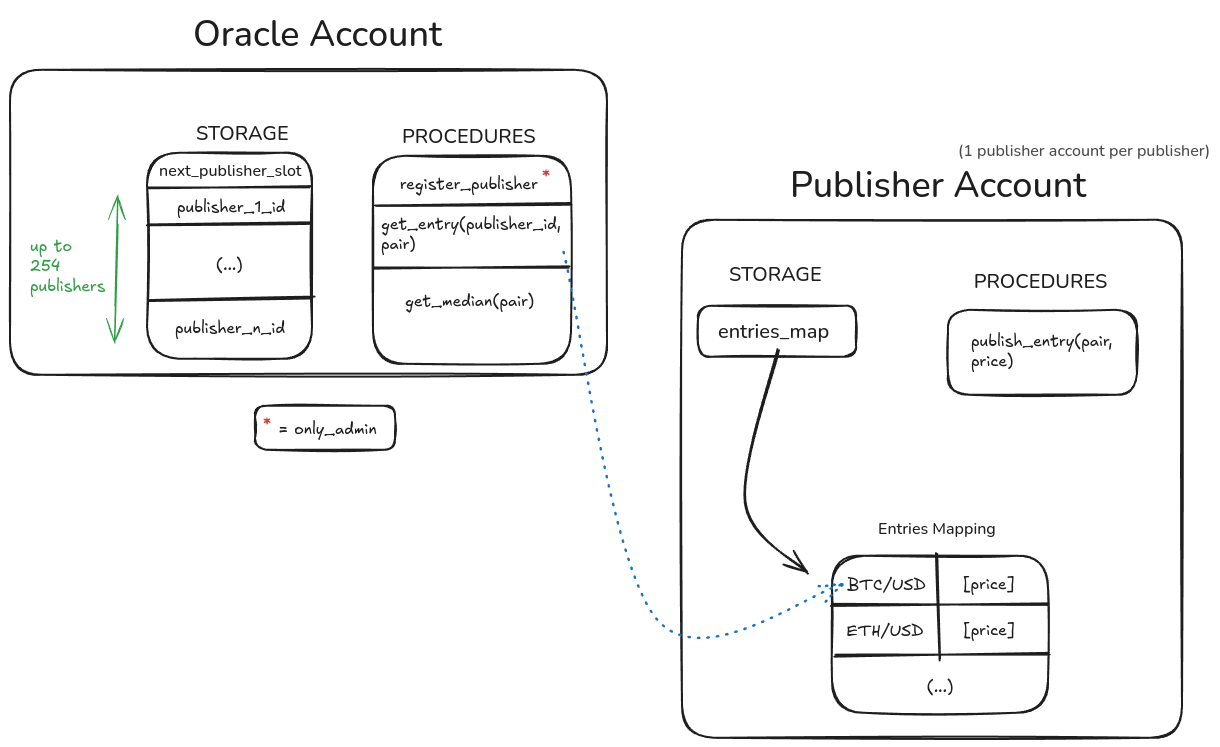 Oracle Account
STORAGE
next_publisher_slot
publisher_1_id
(...)
publisher_n_id
up to
254
publishers
PROCEDURES
register_publisher *
get_entry(publisher_id,
pair)
get_median(pair)
* = only_admin
(1 publisher account per publisher)
Publisher Account
STORAGE
entries_map
PROCEDURES
publish_entry(pair,
price)
Entries Mapping
BTC/USD [price]
ETH/USD [price]
(...)